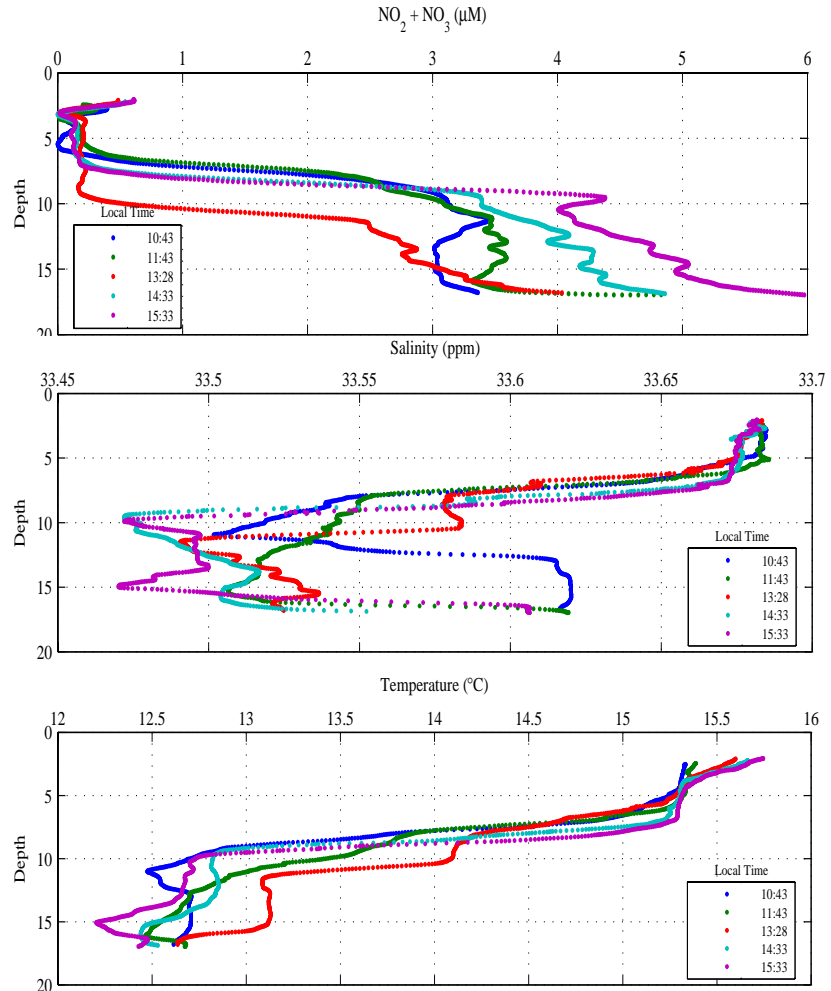 NO2 + NO3 (μM)
0 1 2 3 4 5 6
0
5
10
15
20
Depth
Local Time
10:43
11:43
13:28
14:33
15:33
Salinity (ppm)
33.45 33.5 33.55 33.6 33.65 33.7
0
5
10
15
20
Depth
Local Time
10:43
11:43
13:28
14:33
15:33
Temperature (°C)
12 12.5 13 13.5 14 14.5 15 15.5 16
0
5
10
15
20
Depth
Local Time
10:43
11:43
13:28
14:33
15:33